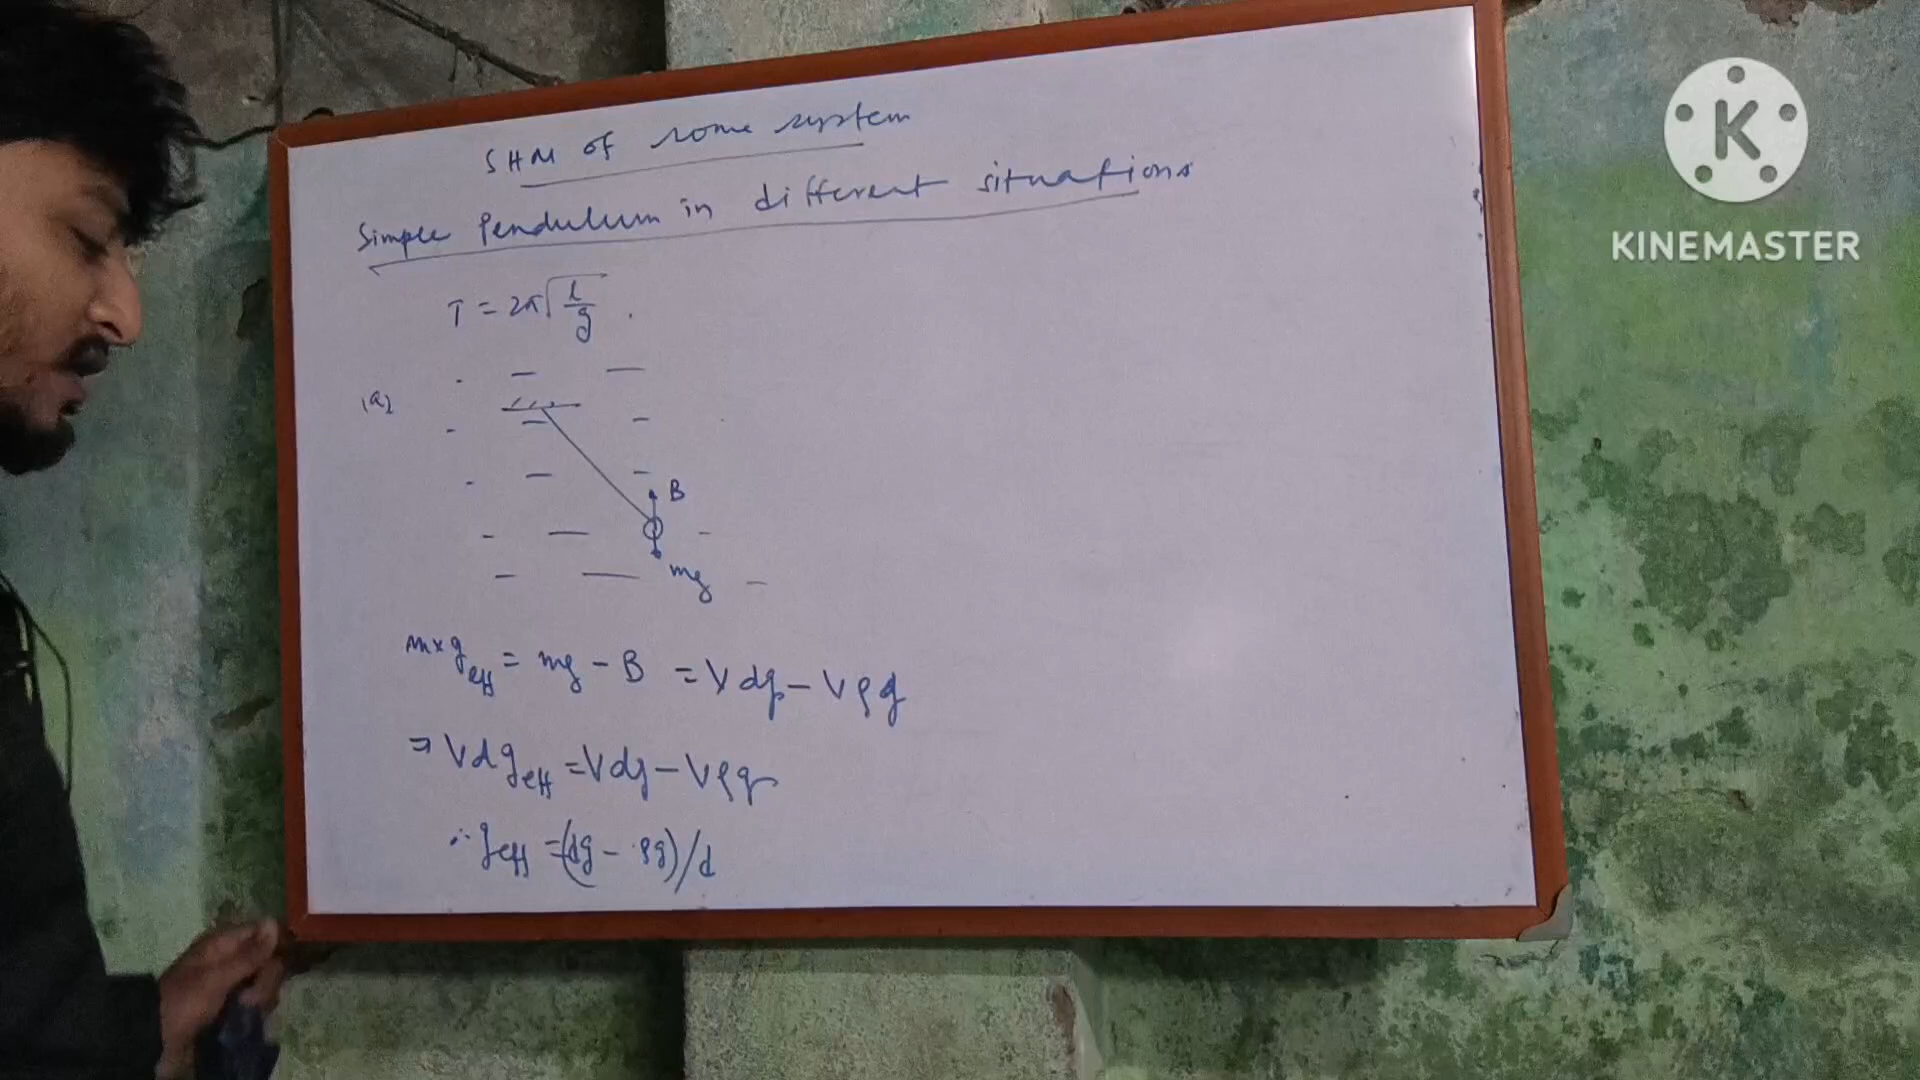 SHM of some system
Simple Pendulum in different situations
T = 2π√(l/g) .
(a)
B
mg
m×g_eff = mg - B = Vdg - Vρg
⇒ Vdg_eff = Vdg - Vρg
∴ g_eff = (dg - ρg)/d
K
KINEMASTER